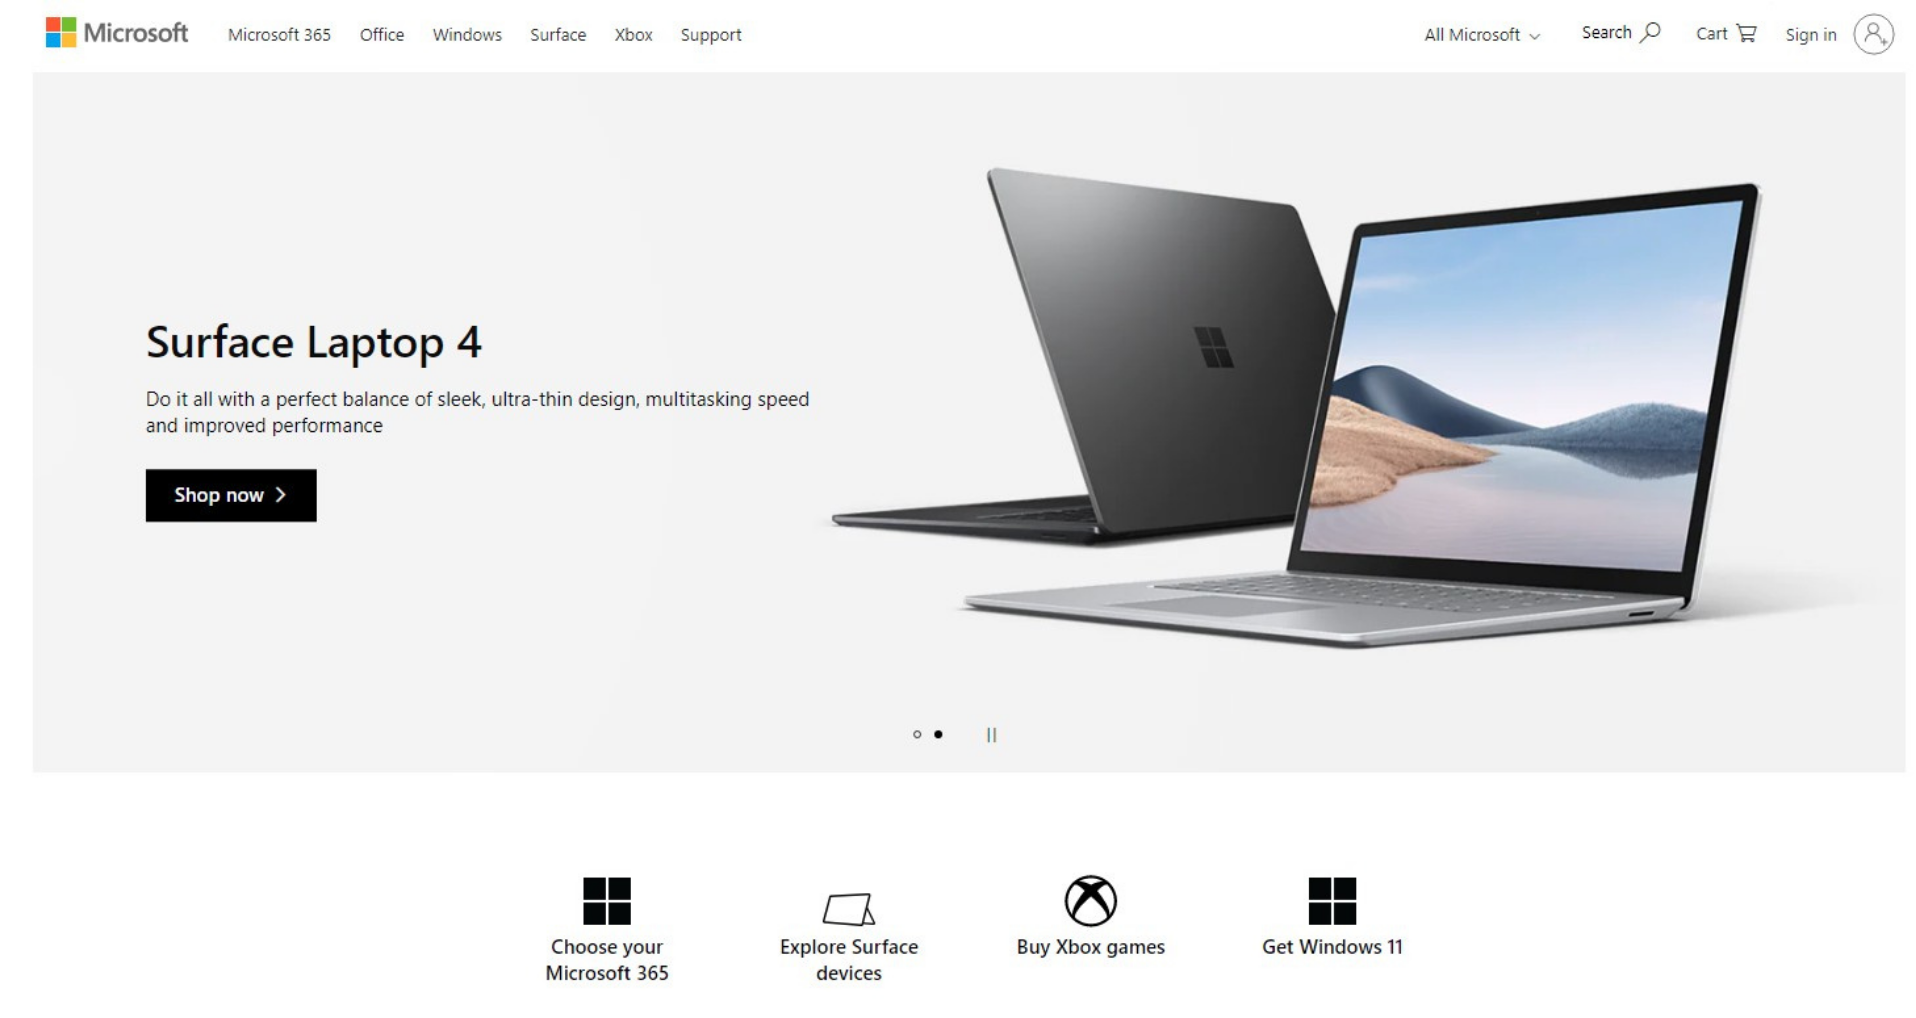 Microsoft
Microsoft 365
Office
Windows
Surface
Xbox
Support
All Microsoft
Search
Cart
Sign in
Surface Laptop 4
Do it all with a perfect balance of sleek, ultra-thin design, multitasking speed
and improved performance
Shop now
Choose your
Microsoft 365
Explore Surface
devices
Buy Xbox games
Get Windows 11